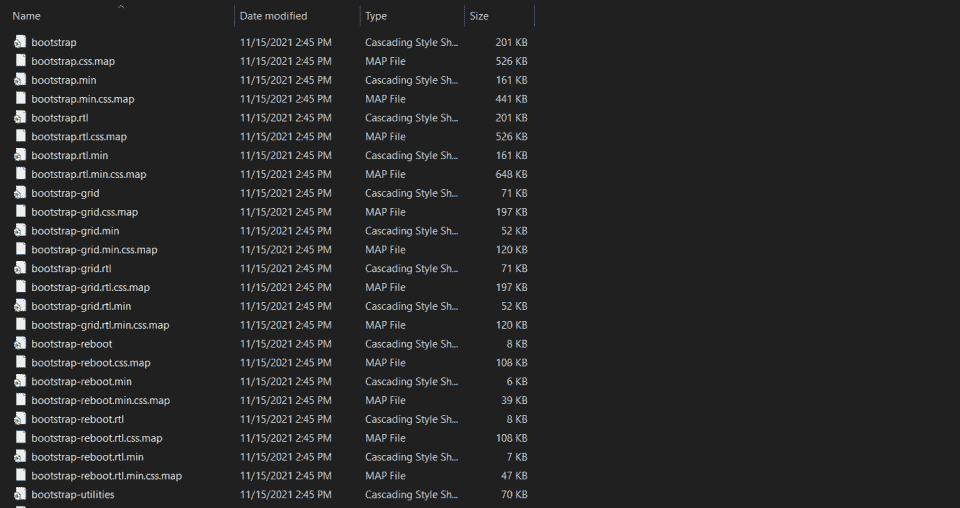 Name Date modified Type Size
bootstrap 11/15/2021 2:45 PM Cascading Style Sh... 201 KB
bootstrap.css.map 11/15/2021 2:45 PM MAP File 526 KB
bootstrap.min 11/15/2021 2:45 PM Cascading Style Sh... 161 KB
bootstrap.min.css.map 11/15/2021 2:45 PM MAP File 441 KB
bootstrap.rtl 11/15/2021 2:45 PM Cascading Style Sh... 201 KB
bootstrap.rtl.css.map 11/15/2021 2:45 PM MAP File 526 KB
bootstrap.rtl.min 11/15/2021 2:45 PM Cascading Style Sh... 161 KB
bootstrap.rtl.min.css.map 11/15/2021 2:45 PM MAP File 648 KB
bootstrap-grid 11/15/2021 2:45 PM Cascading Style Sh... 71 KB
bootstrap-grid.css.map 11/15/2021 2:45 PM MAP File 197 KB
bootstrap-grid.min 11/15/2021 2:45 PM Cascading Style Sh... 52 KB
bootstrap-grid.min.css.map 11/15/2021 2:45 PM MAP File 120 KB
bootstrap-grid.rtl 11/15/2021 2:45 PM Cascading Style Sh... 71 KB
bootstrap-grid.rtl.css.map 11/15/2021 2:45 PM MAP File 197 KB
bootstrap-grid.rtl.min 11/15/2021 2:45 PM Cascading Style Sh... 52 KB
bootstrap-grid.rtl.min.css.map 11/15/2021 2:45 PM MAP File 120 KB
bootstrap-reboot 11/15/2021 2:45 PM Cascading Style Sh... 8 KB
bootstrap-reboot.css.map 11/15/2021 2:45 PM MAP File 108 KB
bootstrap-reboot.min 11/15/2021 2:45 PM Cascading Style Sh... 6 KB
bootstrap-reboot.min.css.map 11/15/2021 2:45 PM MAP File 39 KB
bootstrap-reboot.rtl 11/15/2021 2:45 PM Cascading Style Sh... 8 KB
bootstrap-reboot.rtl.css.map 11/15/2021 2:45 PM MAP File 108 KB
bootstrap-reboot.rtl.min 11/15/2021 2:45 PM Cascading Style Sh... 7 KB
bootstrap-reboot.rtl.min.css.map 11/15/2021 2:45 PM MAP File 47 KB
bootstrap-utilities 11/15/2021 2:45 PM Cascading Style Sh... 70 KB